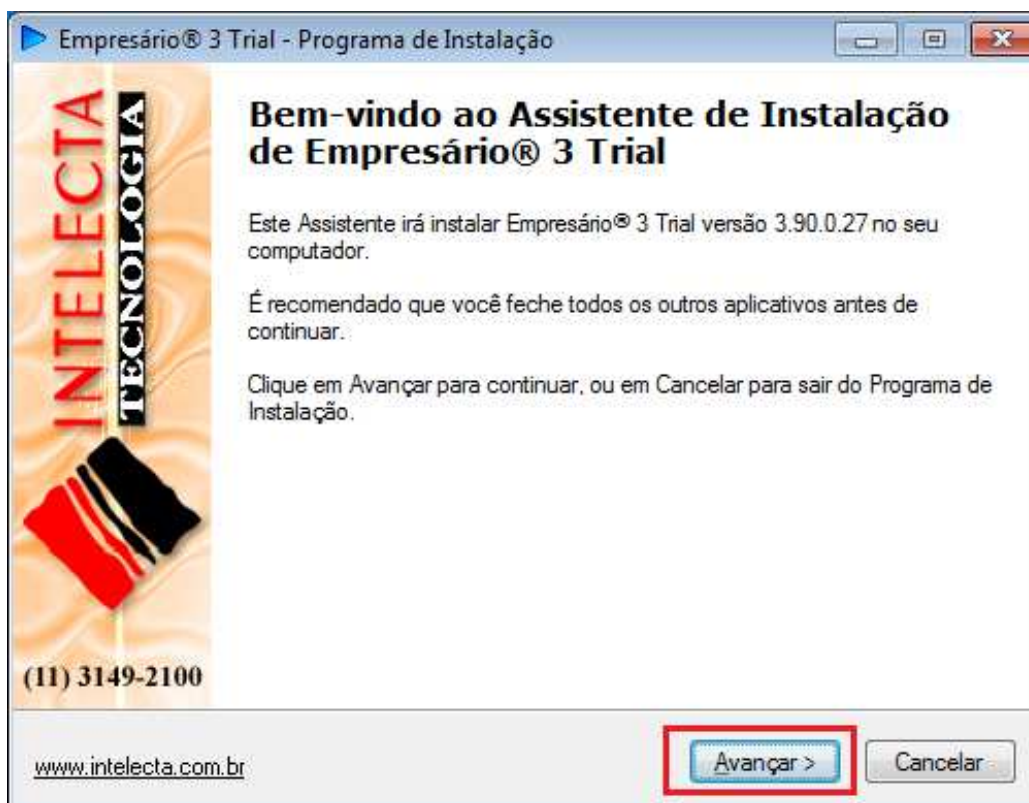 Empresário® 3 Trial - Programa de Instalação
INTELECTA
TECNOLOGIA
Bem-vindo ao Assistente de Instalação
de Empresário® 3 Trial
Este Assistente irá instalar Empresário® 3 Trial versão 3.90.0.27 no seu
computador.
É recomendado que você feche todos os outros aplicativos antes de
continuar.
Clique em Avançar para continuar, ou em Cancelar para sair do Programa de
Instalação.
(11) 3149-2100
www.intelecta.com.br
Avançar >
Cancelar